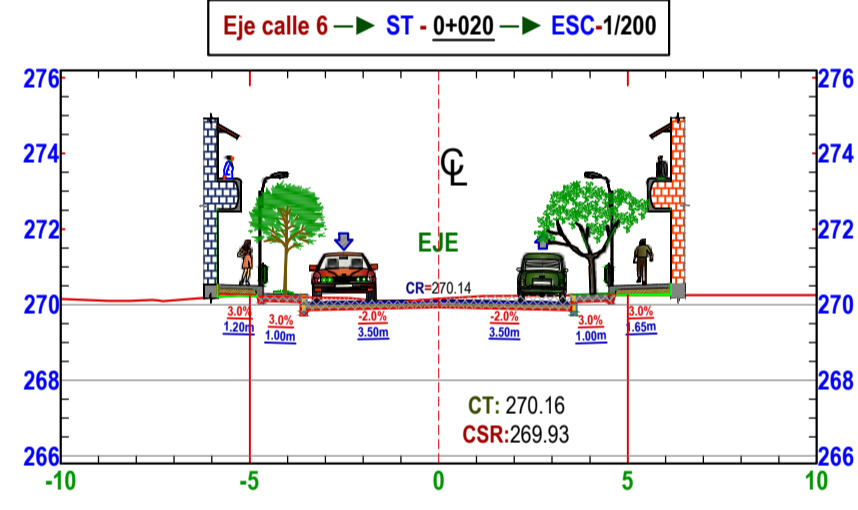 Eje calle 6 ST - 0+020 ESC-1/200
276 276
274 274
℄
272 272
EJE
CR=270.14
270 270
3.0% 3.0% -2.0% -2.0% 3.0% 3.0%
1.20m 1.00m 3.50m 3.50m 1.00m 1.65m
268 268
CT: 270.16
CSR:269.93
266 266
-10 -5 0 5 10